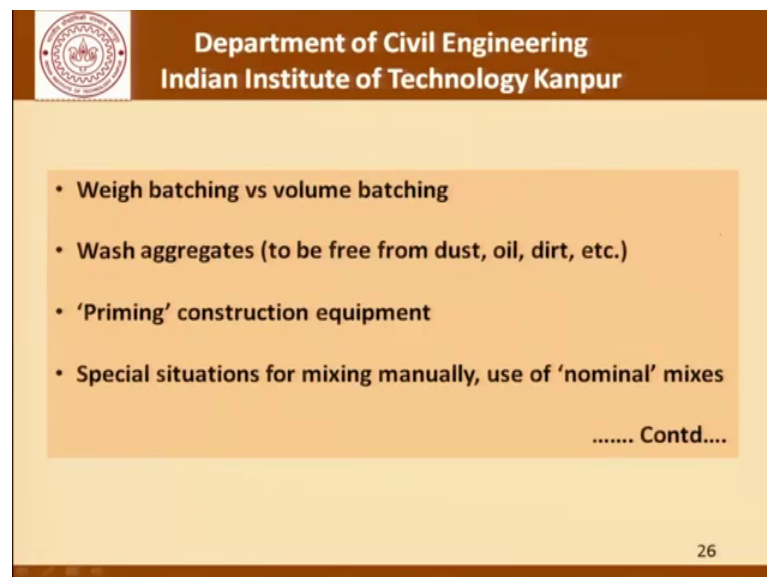 Department of Civil Engineering
Indian Institute of Technology Kanpur
• Weigh batching vs volume batching
• Wash aggregates (to be free from dust, oil, dirt, etc.)
• ‘Priming’ construction equipment
• Special situations for mixing manually, use of ‘nominal’ mixes
....... Contd....
26